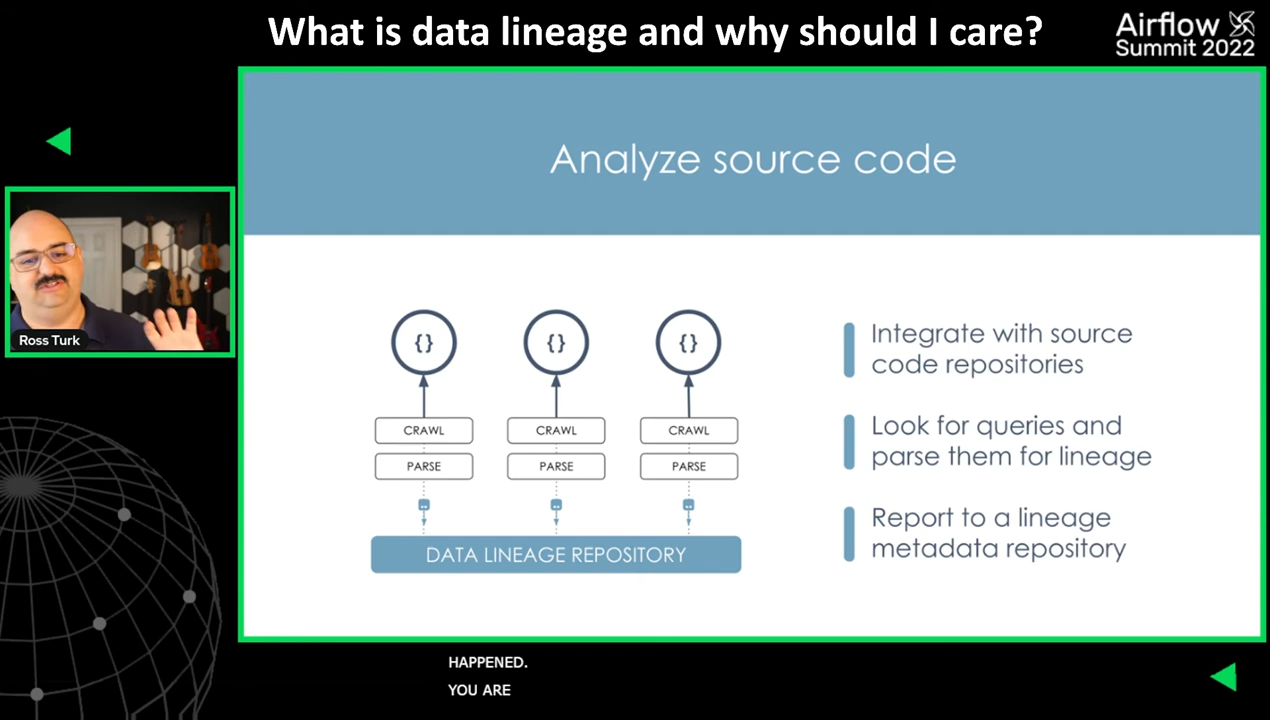 What is data lineage and why should I care?
Airflow
Summit 2022
Analyze source code
Ross Turk
{} {} {}
CRAWL CRAWL CRAWL
PARSE PARSE PARSE
DATA LINEAGE REPOSITORY
Integrate with source
code repositories
Look for queries and
parse them for lineage
Report to a lineage
metadata repository
HAPPENED.
YOU ARE